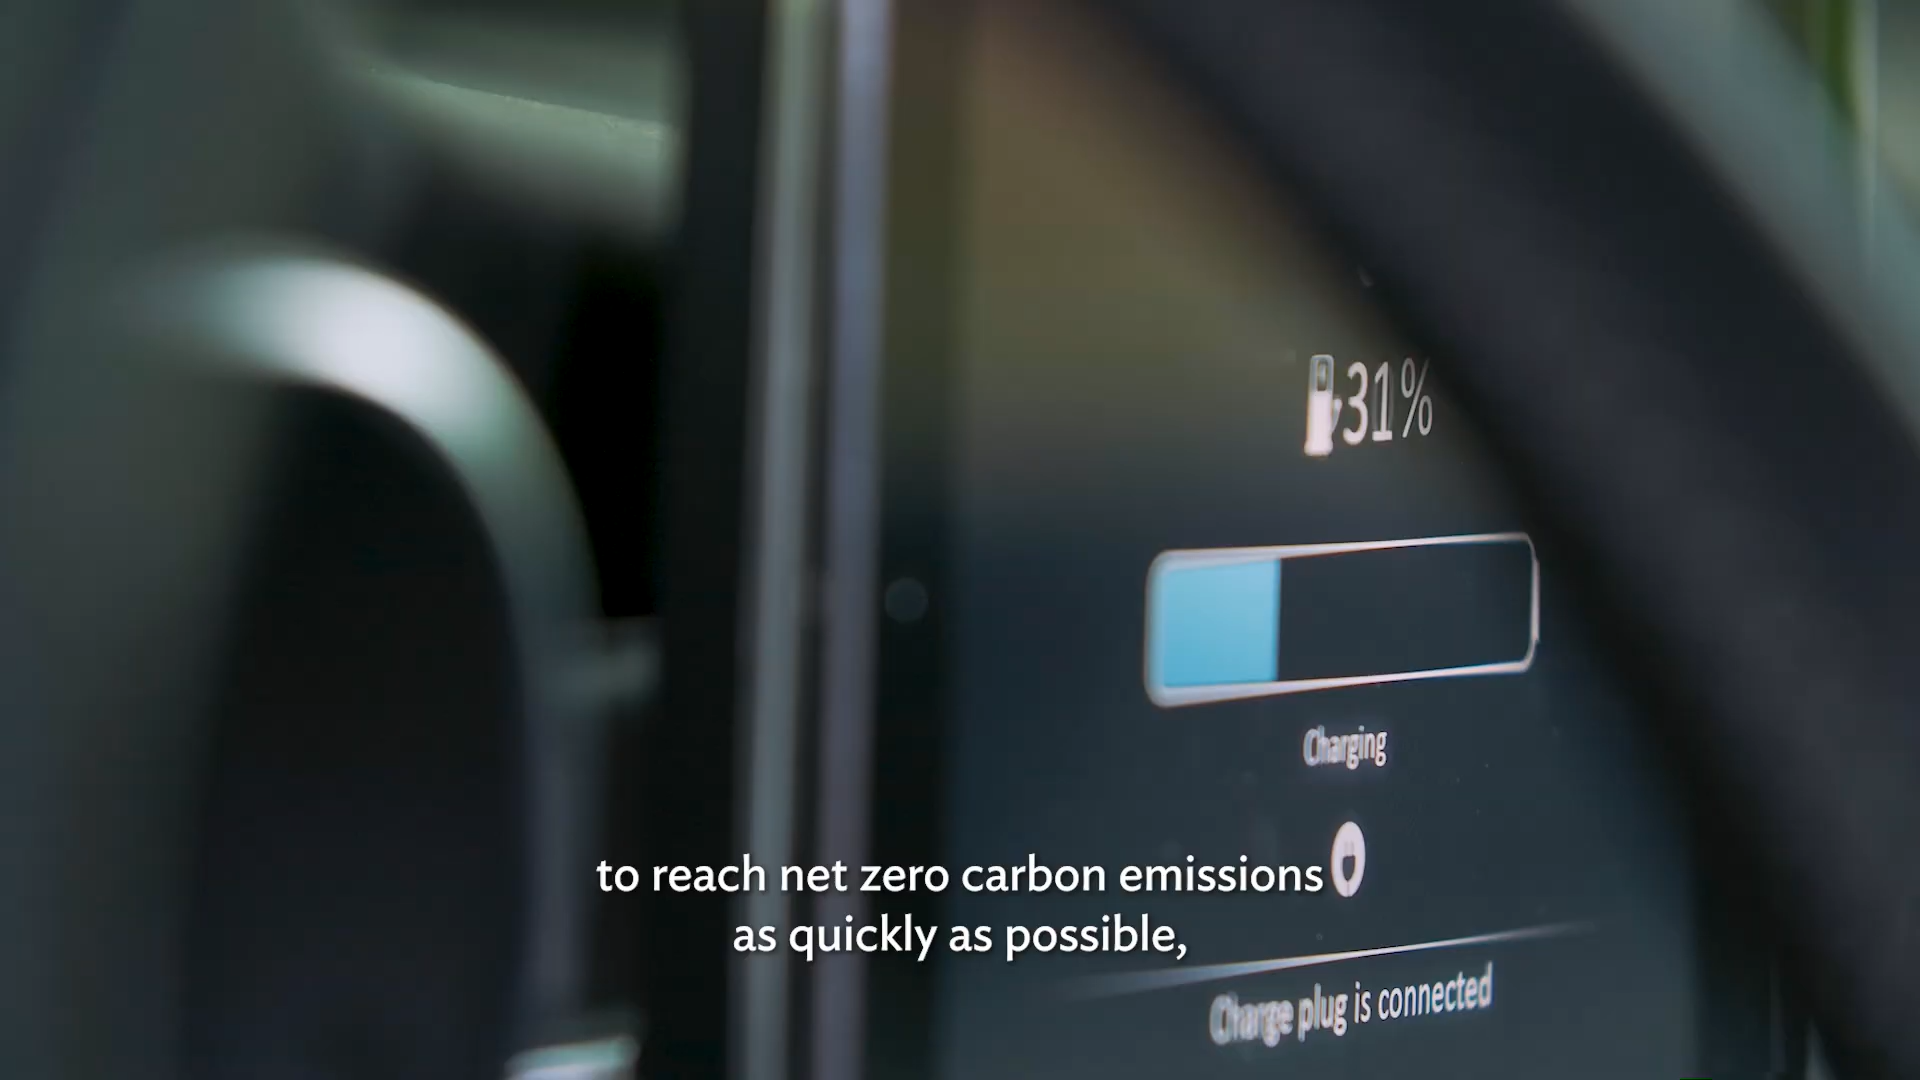 31%
Charging
to reach net zero carbon emissions
as quickly as possible,
Charge plug is connected